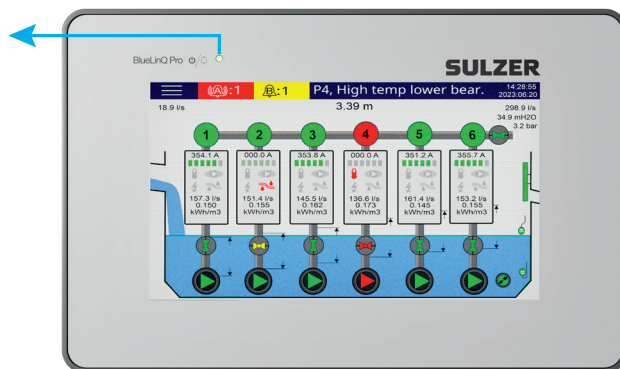 BlueLinQ Pro
SULZER
(A):1
B:1
P4, High temp lower bear.
14:28:55
2023:06:20
18.9 l/s
3.39 m
298.9 l/s
34.9 mH2O
3.2 bar
1 2 3 4 5 6
354.1 A 000.0 A 353.8 A 000.0 A 351.2 A 355.7 A
157.3 l/s 151.4 l/s 145.5 l/s 136.6 l/s 161.4 l/s 153.2 l/s
0.150 0.155 0.162 0.173 0.145 0.155
kWh/m3 kWh/m3 kWh/m3 kWh/m3 kWh/m3 kWh/m3